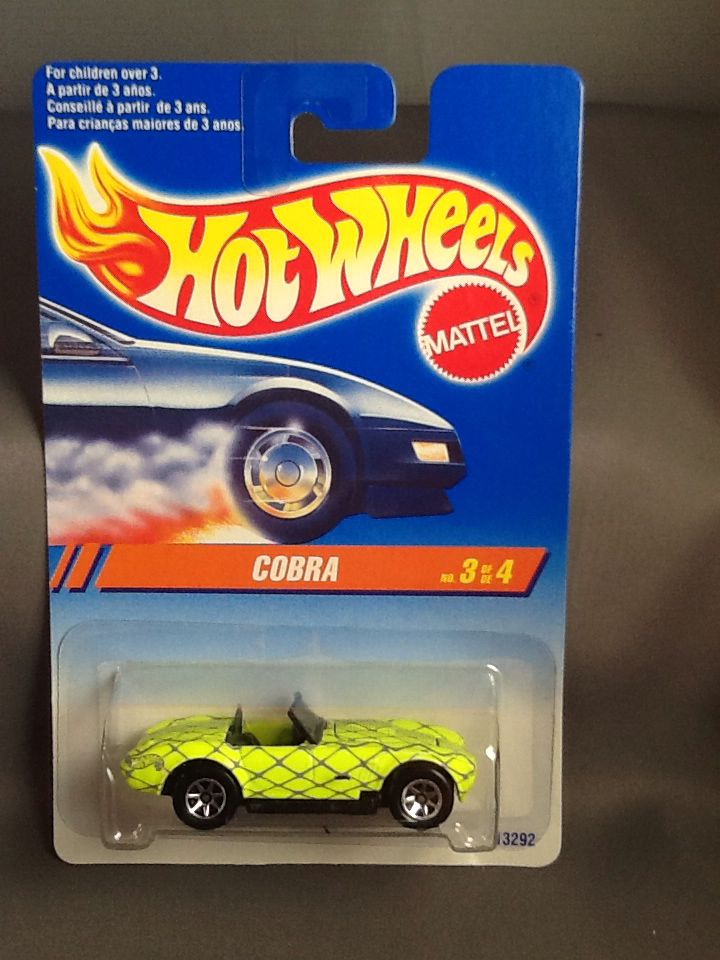 For children over 3.
A partir de 3 años.
Conseillé à partir de 3 ans.
Para crianças maiores de 3 anos.
HOT WHEELS
®
MATTEL
®
COBRA
NO. 3 OF DE 4
13292